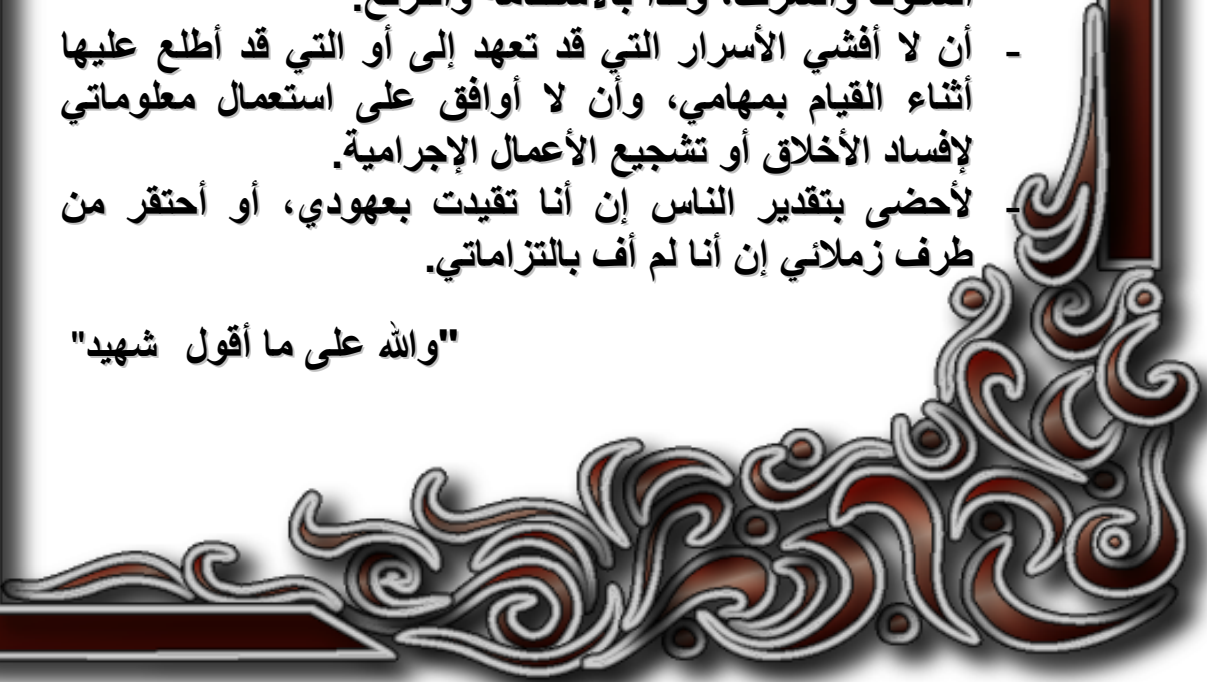 - أن لا أفشي الأسرار التي قد تعهد إلى أو التي قد أطلع عليها
أثناء القيام بمهامي، وأن لا أوافق على استعمال معلوماتي
لإفساد الأخلاق أو تشجيع الأعمال الإجرامية.
- لأحضى بتقدير الناس إن أنا تقيدت بعهودي، أو أحتقر من
طرف زملائي إن أنا لم أف بالتزاماتي.
"والله على ما أقول شهيد"